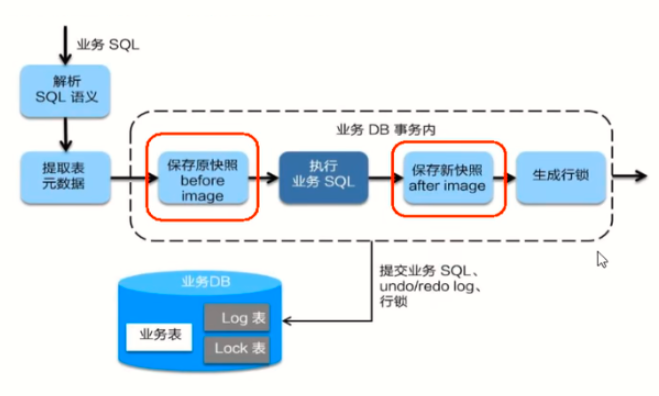 业务 SQL
解析
SQL 语义
业务 DB 事务内
提取表
元数据
保存原快照
before
image
执行
业务 SQL
保存新快照
after image
生成行锁
提交业务 SQL、
undo/redo log、
行锁
业务DB
业务表
Log 表
Lock 表